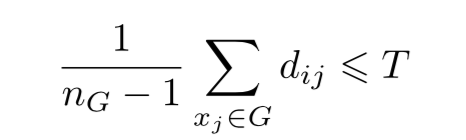 \frac{1}{n_G - 1} \sum_{x_j \in G} d_{ij} \leqslant T